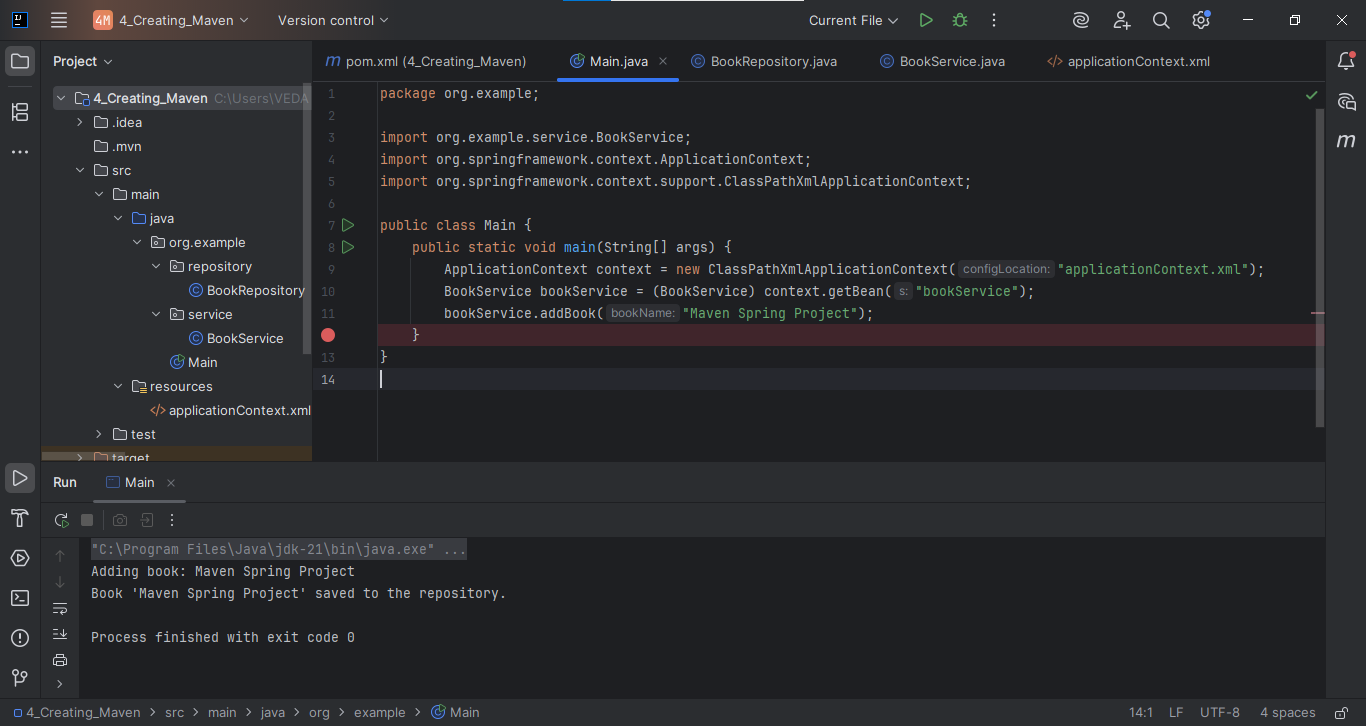 4M 4_Creating_Maven Version control Current File
Project
pom.xml (4_Creating_Maven) Main.java BookRepository.java BookService.java applicationContext.xml
4_Creating_Maven C:\Users\VEDA
.idea
.mvn
src
main
java
org.example
repository
BookRepository
service
BookService
Main
resources
applicationContext.xml
test
target
1 package org.example;
2
3 import org.example.service.BookService;
4 import org.springframework.context.ApplicationContext;
5 import org.springframework.context.support.ClassPathXmlApplicationContext;
6
7 public class Main {
8 public static void main(String[] args) {
9 ApplicationContext context = new ClassPathXmlApplicationContext( configLocation: "applicationContext.xml");
10 BookService bookService = (BookService) context.getBean( s: "bookService");
11 bookService.addBook( bookName: "Maven Spring Project");
}
13 }
14
Run Main
"C:\Program Files\Java\jdk-21\bin\java.exe" ...
Adding book: Maven Spring Project
Book 'Maven Spring Project' saved to the repository.
Process finished with exit code 0
4_Creating_Maven > src > main > java > org > example > Main 14:1 LF UTF-8 4 spaces